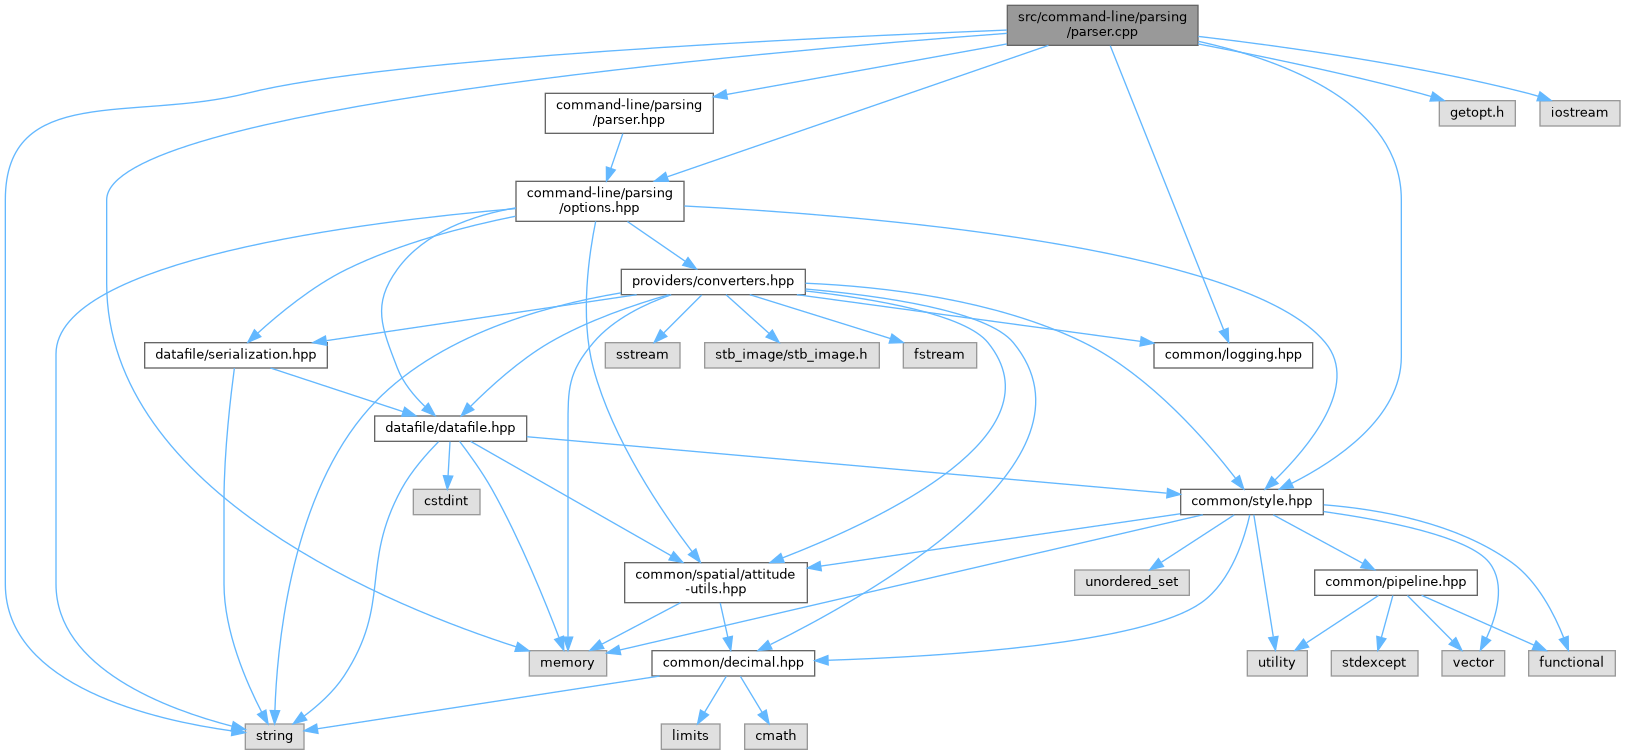 src/command-line/parsing
/parser.cpp
command-line/parsing
/parser.hpp
getopt.h
iostream
command-line/parsing
/options.hpp
providers/converters.hpp
datafile/serialization.hpp
sstream
stb_image/stb_image.h
fstream
common/logging.hpp
datafile/datafile.hpp
cstdint
common/style.hpp
common/spatial/attitude
-utils.hpp
unordered_set
common/pipeline.hpp
memory
common/decimal.hpp
utility
stdexcept
vector
functional
string
limits
cmath